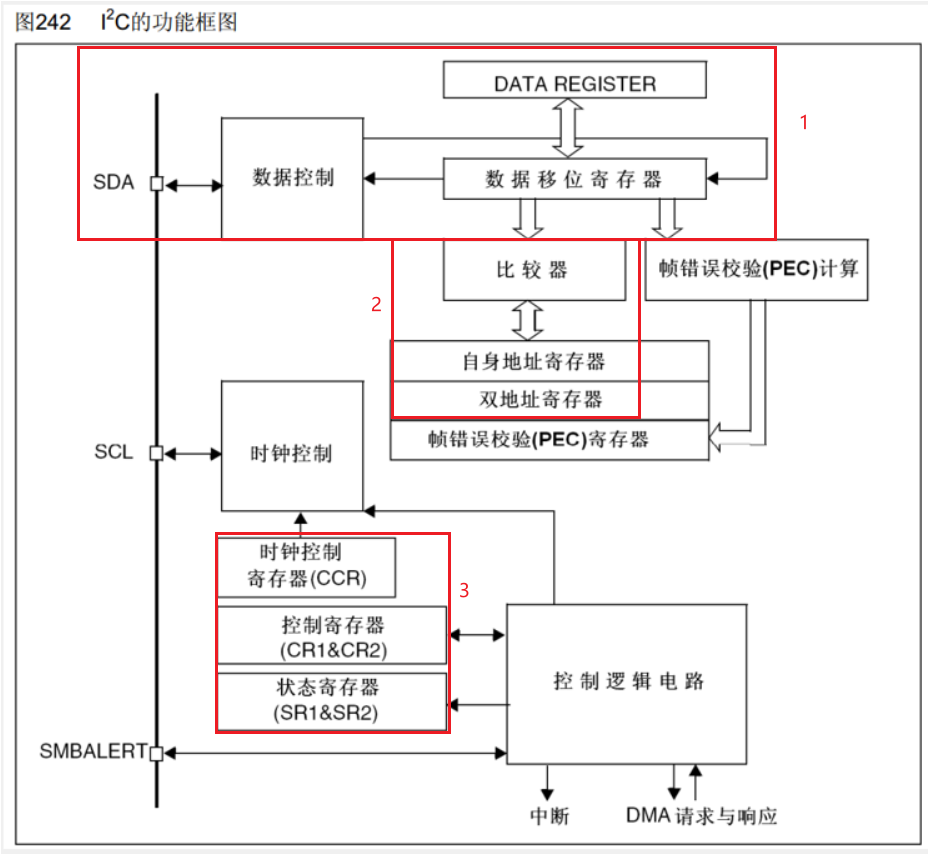 图242 I²C的功能框图
DATA REGISTER
1
SDA
数据控制
数据移位寄存器
比较器
帧错误校验(PEC)计算
2
自身地址寄存器
双地址寄存器
帧错误校验(PEC)寄存器
SCL
时钟控制
时钟控制
寄存器(CCR)
3
控制寄存器
(CR1&CR2)
控制逻辑电路
状态寄存器
(SR1&SR2)
SMBALERT
中断
DMA 请求与响应